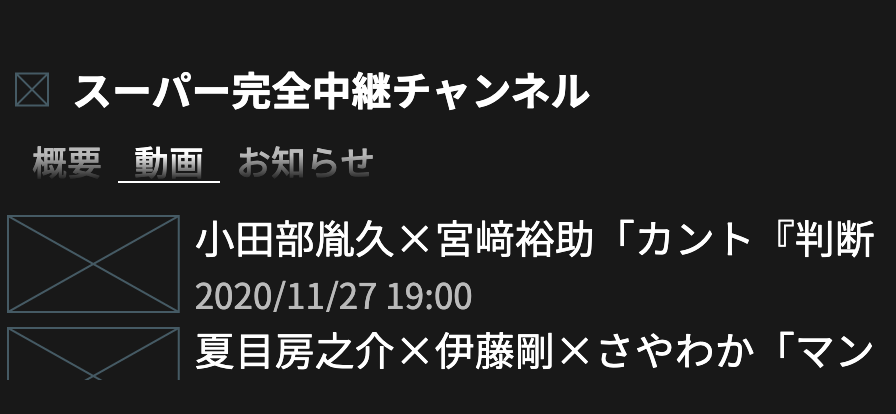 スーパー完全中継チャンネル
概要 動画 お知らせ
小田部胤久×宮﨑裕助「カント『判断
2020/11/27 19:00
夏目房之介×伊藤剛×さやわか「マン